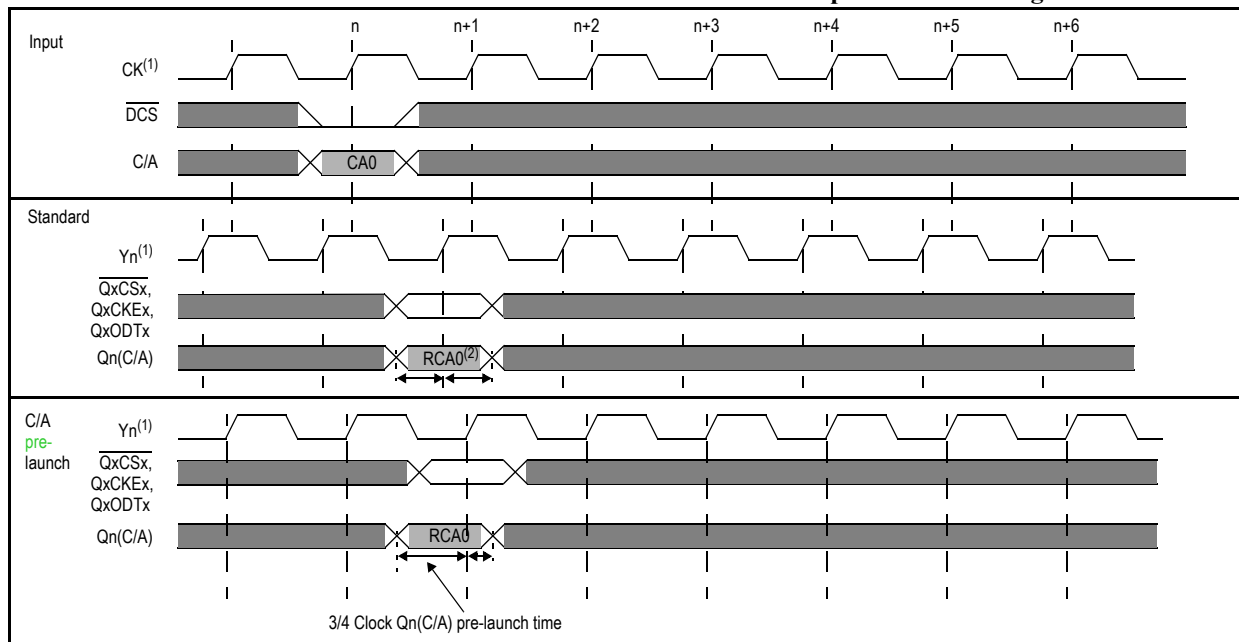 n n+1 n+2 n+3 n+4 n+5 n+6
Input
CK(1)
DCS
C/A CA0
Standard
Yn(1)
QxCSx,
QxCKEx,
QxODTx
Qn(C/A) RCA0(2)
C/A
pre-
launch
Yn(1)
QxCSx,
QxCKEx,
QxODTx
Qn(C/A) RCA0
3/4 Clock Qn(C/A) pre-launch time